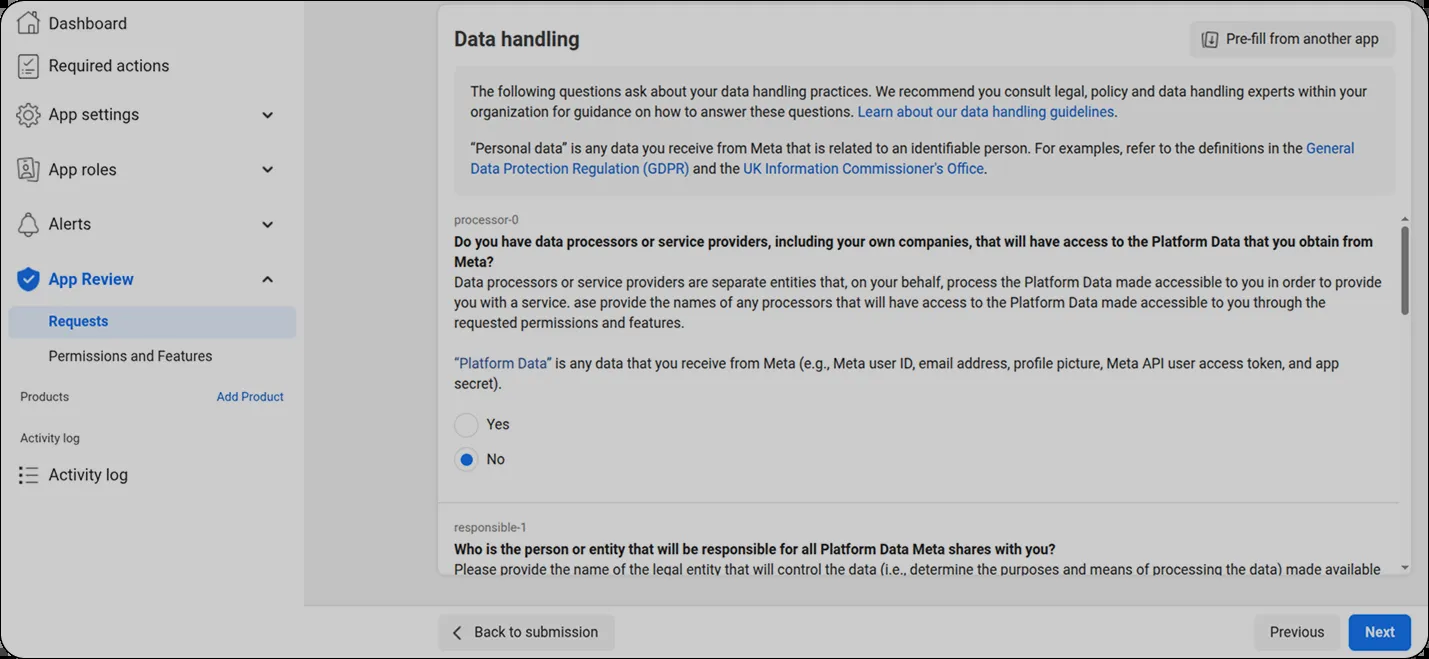 Dashboard
Required actions
App settings
App roles
Alerts
App Review
Requests
Permissions and Features
Products
Add Product
Activity log
Activity log
Data handling
Pre-fill from another app
The following questions ask about your data handling practices. We recommend you consult legal, policy and data handling experts within your
organization for guidance on how to answer these questions. Learn about our data handling guidelines.
“Personal data” is any data you receive from Meta that is related to an identifiable person. For examples, refer to the definitions in the General
Data Protection Regulation (GDPR) and the UK Information Commissioner's Office.
processor-0
Do you have data processors or service providers, including your own companies, that will have access to the Platform Data that you obtain from
Meta?
Data processors or service providers are separate entities that, on your behalf, process the Platform Data made accessible to you in order to provide
you with a service. ase provide the names of any processors that will have access to the Platform Data made accessible to you through the
requested permissions and features.
“Platform Data” is any data that you receive from Meta (e.g., Meta user ID, email address, profile picture, Meta API user access token, and app
secret).
Yes
No
responsible-1
Who is the person or entity that will be responsible for all Platform Data Meta shares with you?
Please provide the name of the legal entity that will control the data (i.e., determine the purposes and means of processing the data) made available
Back to submission
Previous
Next